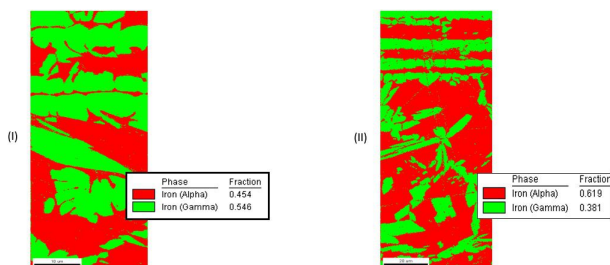 (I)
Phase Fraction
Iron (Alpha) 0.454
Iron (Gamma) 0.546
(II)
Phase Fraction
Iron (Alpha) 0.619
Iron (Gamma) 0.381